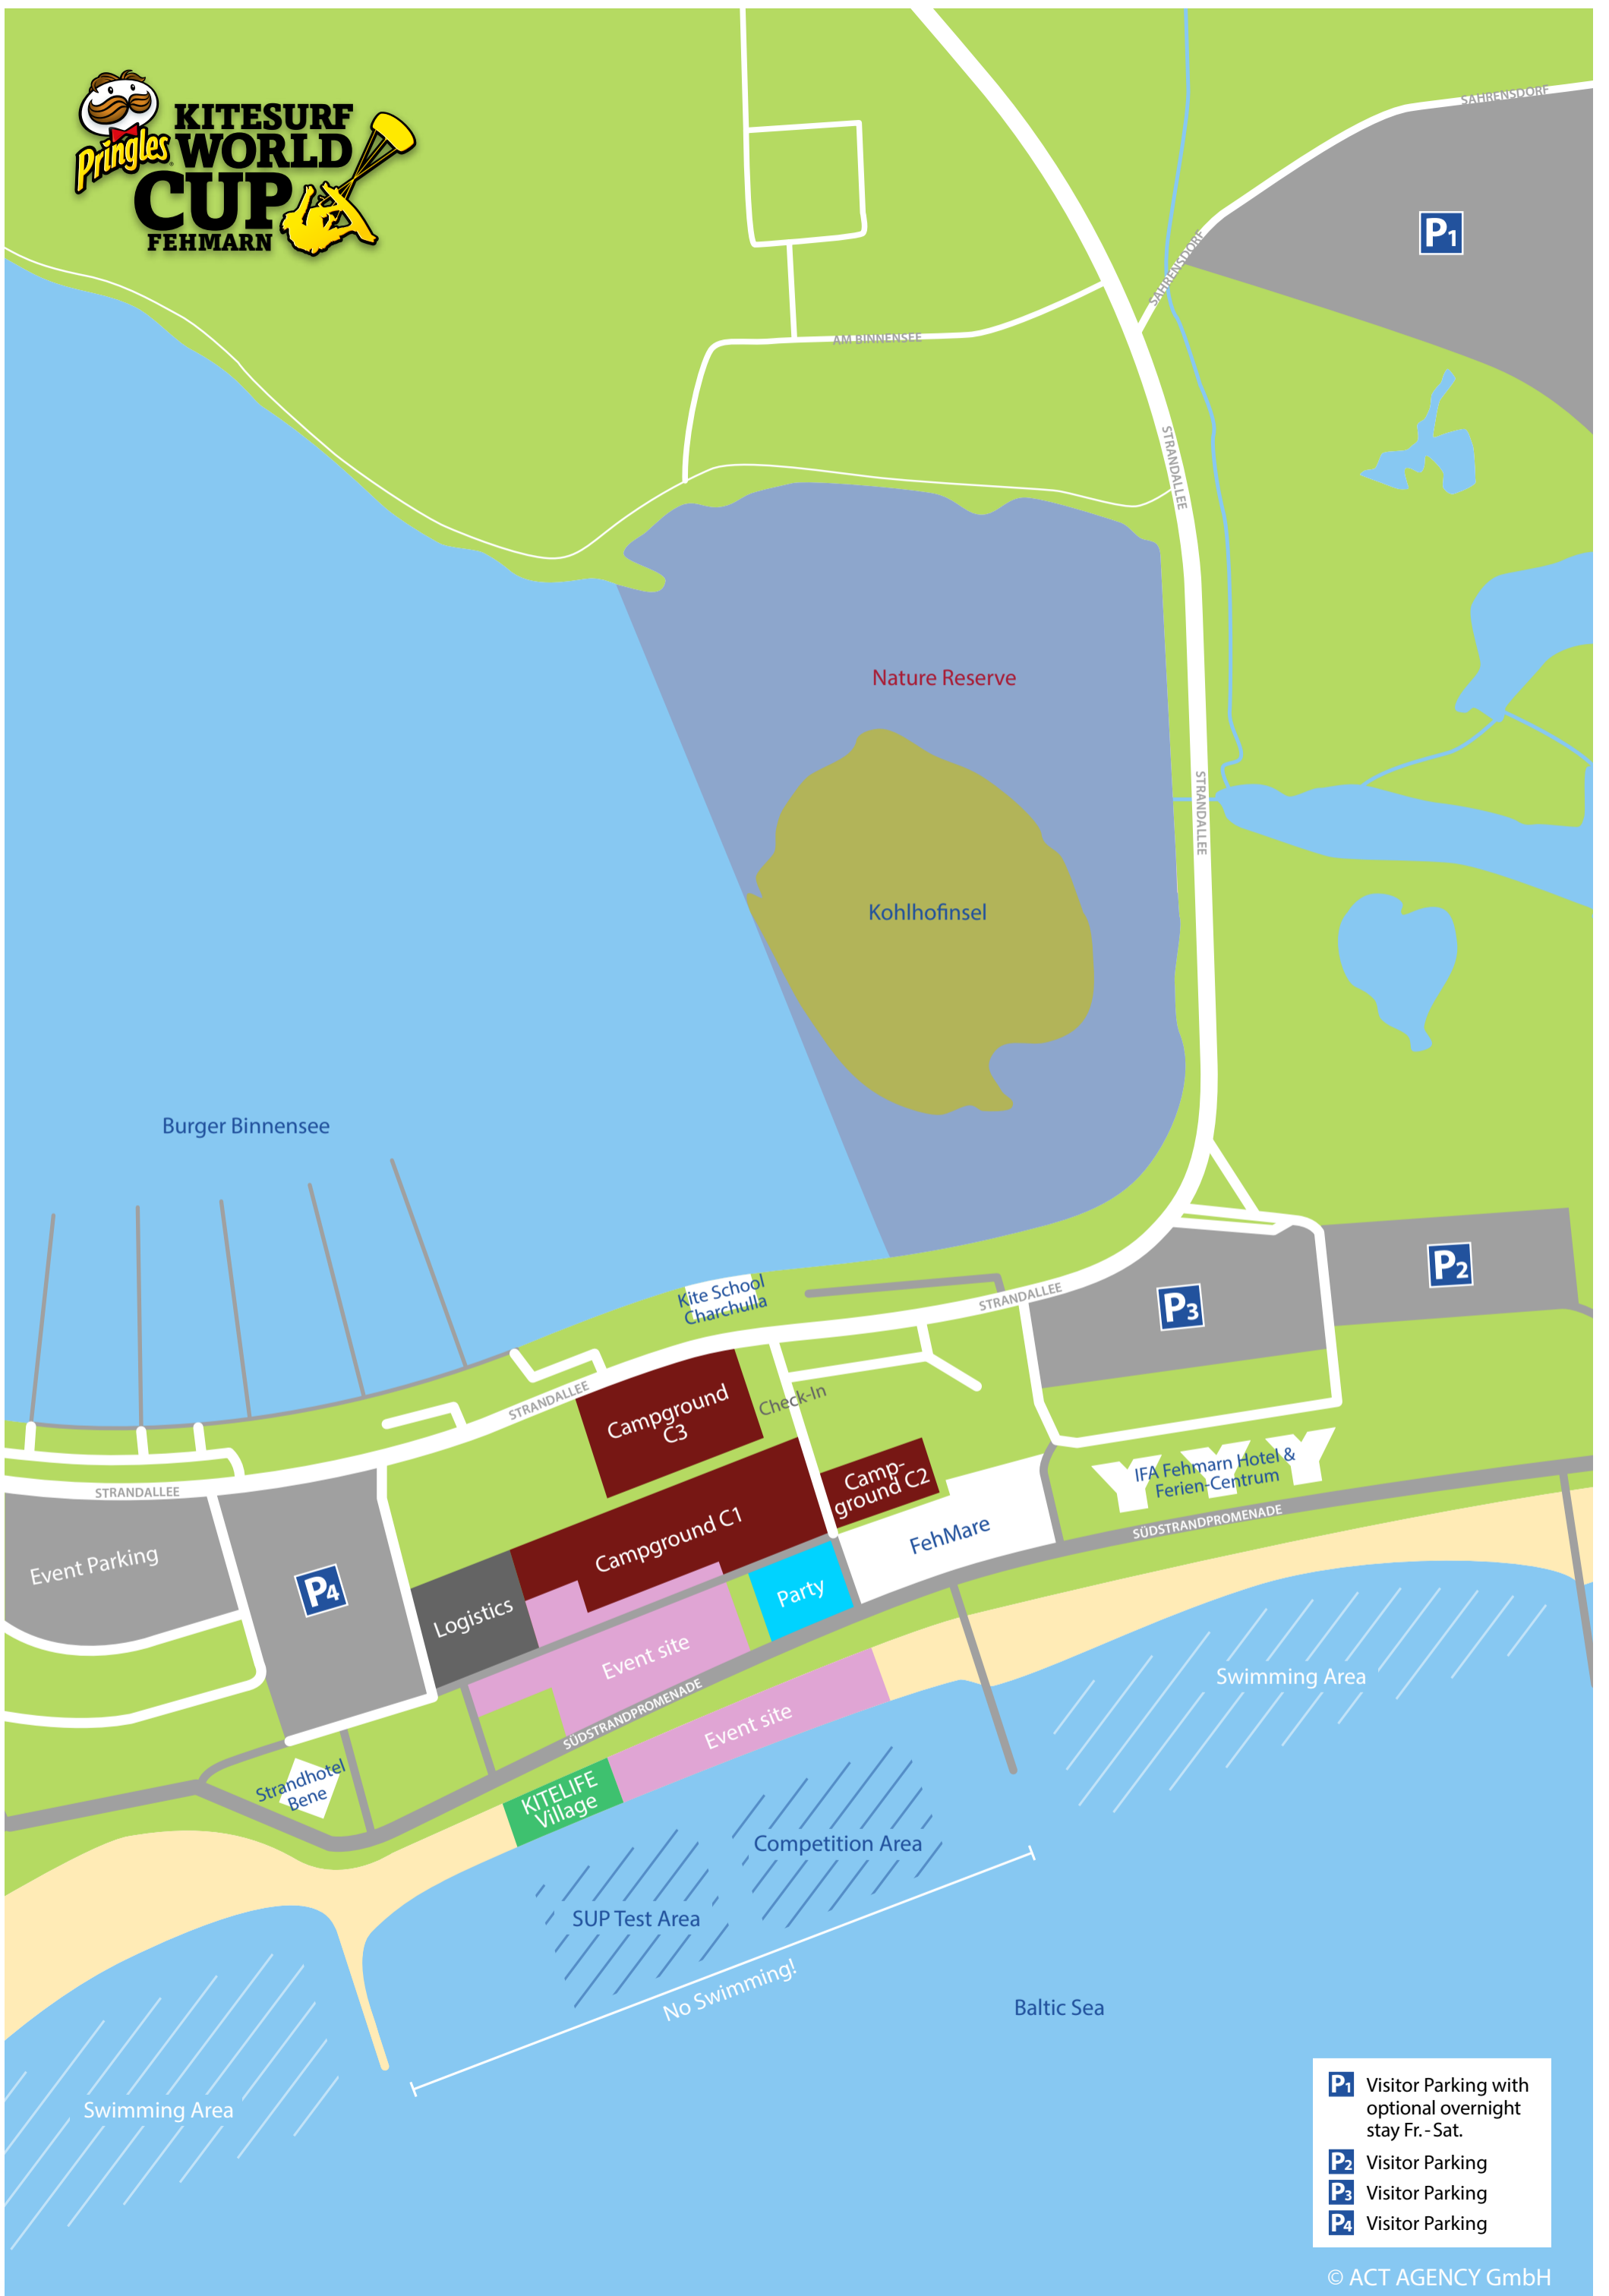 Pringles
KITESURF
WORLD
CUP
FEHMARN
SAHRENSDORF
P1
SAHRENSDORF
AM BINNENSEE
STRANDALLEE
Nature Reserve
STRANDALLEE
Kohlhofinsel
Burger Binnensee
P2
Kite School
Charchulla
STRANDALLEE
P3
Campground
C3
Check-In
STRANDALLEE
Camp-
ground C2
IFA Fehmarn Hotel &
Ferien-Centrum
STRANDALLEE
SÜDSTRANDPROMENADE
Campground C1
FehMare
Event Parking
P4
Party
Logistics
Event site
Swimming Area
SÜDSTRANDPROMENADE
Event site
Strandhotel
Bene
KITELIFE
Village
Competition Area
SUP Test Area
No Swimming!
Baltic Sea
Swimming Area
P1 Visitor Parking with
optional overnight
stay Fr.-Sat.
P2 Visitor Parking
P3 Visitor Parking
P4 Visitor Parking
© ACT AGENCY GmbH